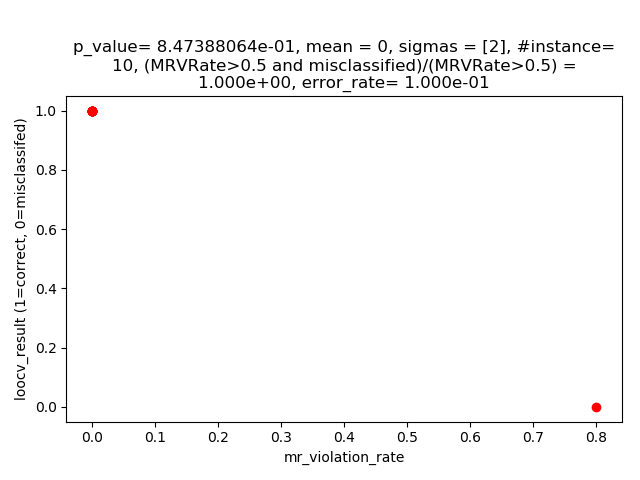 p_value= 8.47388064e-01, mean = 0, sigmas = [2], #instance=
10, (MRVRate>0.5 and misclassified)/(MRVRate>0.5) =
1.000e+00, error_rate= 1.000e-01
loocv_result (1=correct, 0=misclassifed)
1.0
0.8
0.6
0.4
0.2
0.0
0.0 0.1 0.2 0.3 0.4 0.5 0.6 0.7 0.8
mr_violation_rate